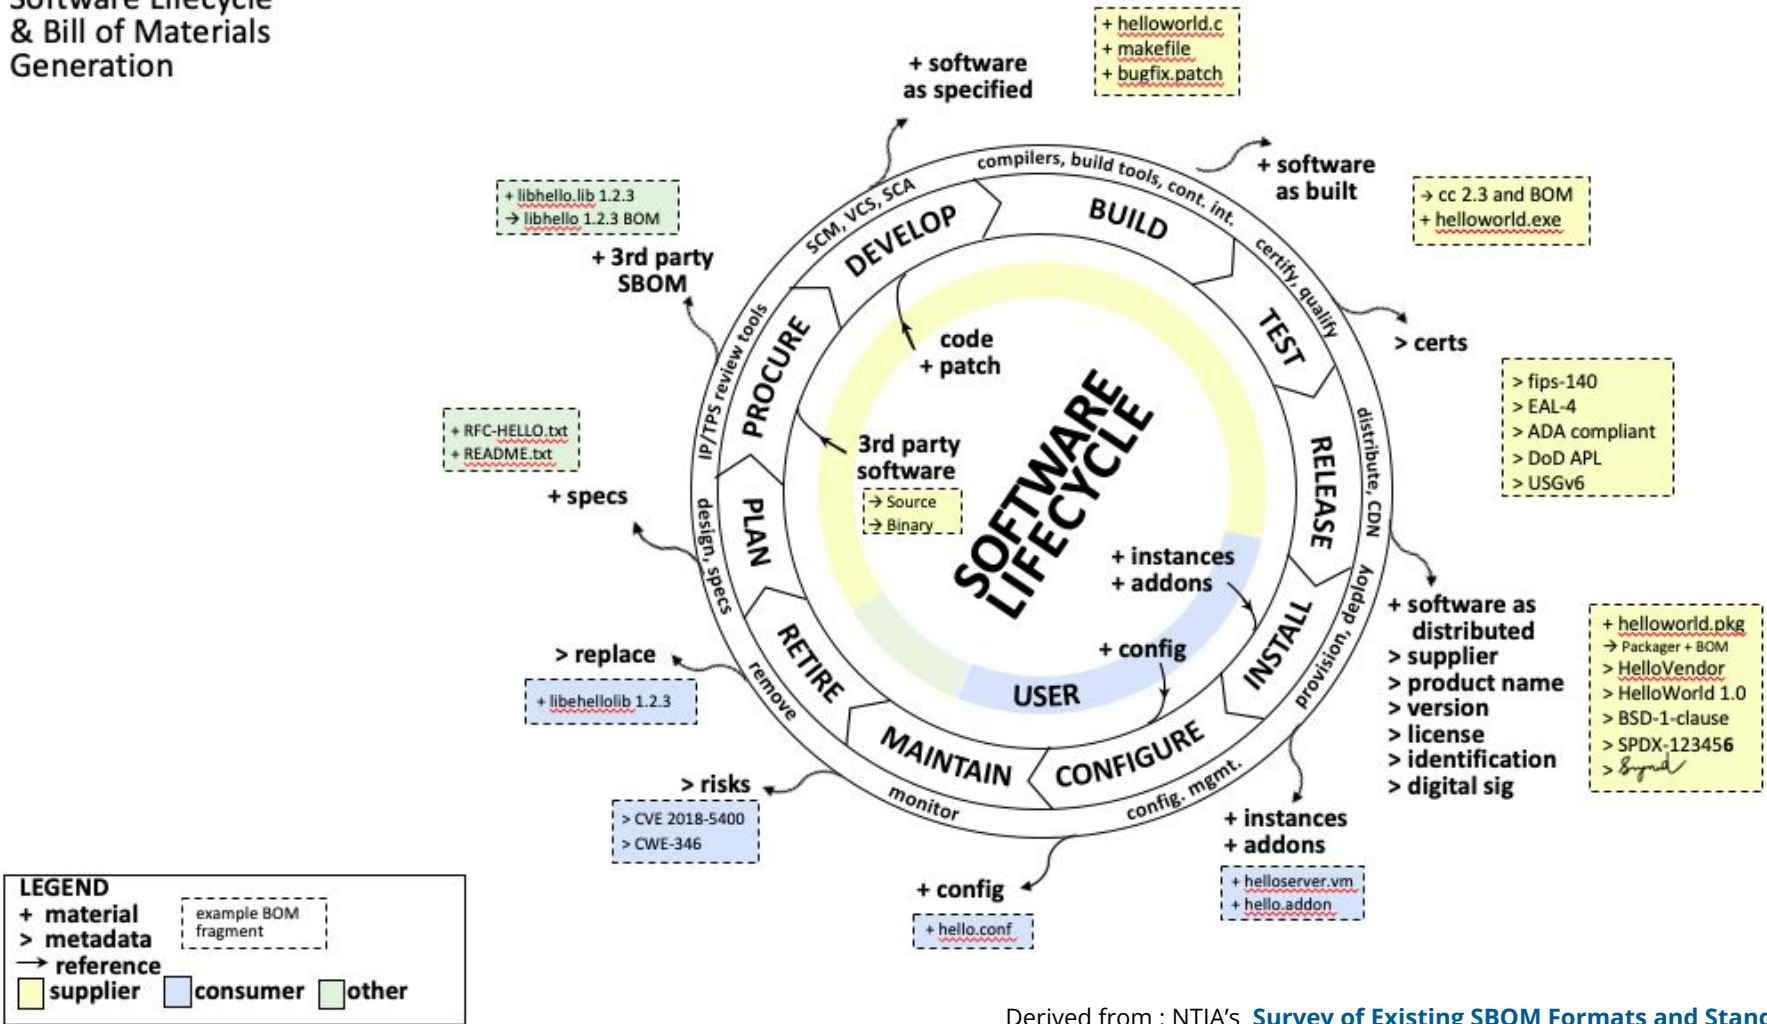 Software Lifecycle
& Bill of Materials
Generation
+ helloworld.c
+ makefile
+ bugfix.patch
+ software
as specified
+ software
as built
→ cc 2.3 and BOM
+ helloworld.exe
+ libhello.lib 1.2.3
→ libhello 1.2.3 BOM
+ 3rd party
SBOM
> certs
> fips-140
> EAL-4
> ADA compliant
> DoD APL
> USGv6
+ RFC-HELLO.txt
+ README.txt
+ specs
SCM, VCS, SCA
compilers, build tools, cont. int.
certify, qualify
distribute, CDN
provision, deploy
config. mgmt.
monitor
remove
design, specs
IP/TPS review tools
DEVELOP
BUILD
TEST
RELEASE
INSTALL
CONFIGURE
MAINTAIN
RETIRE
PLAN
PROCURE
code
+ patch
3rd party
software
→ Source
→ Binary
SOFTWARE
LIFECYCLE
+ instances
+ addons
+ config
USER
+ software as
distributed
> supplier
> product name
> version
> license
> identification
> digital sig
+ helloworld.pkg
→ Packager + BOM
> HelloVendor
> HelloWorld 1.0
> BSD-1-clause
> SPDX-123456
>
> replace
+ libehellolib 1.2.3
> risks
> CVE 2018-5400
> CWE-346
+ config
+ hello.conf
+ instances
+ addons
+ helloserver.vm
+ hello.addon
LEGEND
+ material
> metadata
→ reference
example BOM
fragment
supplier
consumer
other
Derived from : NTIA's Survey of Existing SBOM Formats and Stand